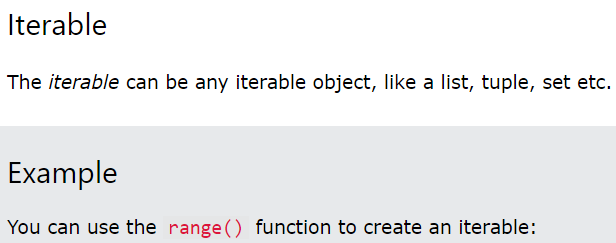 Iterable
The iterable can be any iterable object, like a list, tuple, set etc.
Example
You can use the range() function to create an iterable: